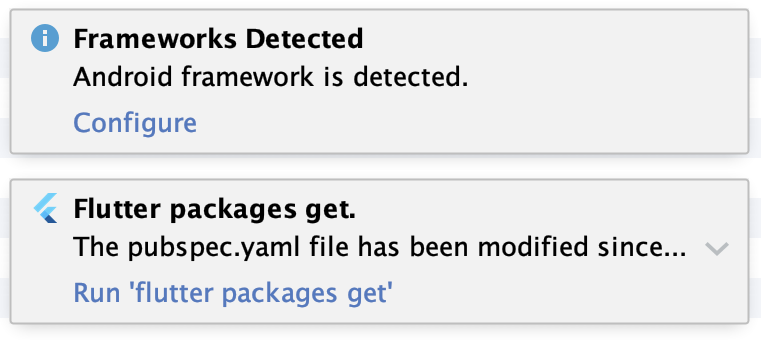 Frameworks Detected
Android framework is detected.
Configure
Flutter packages get.
The pubspec.yaml file has been modified since...
Run 'flutter packages get'